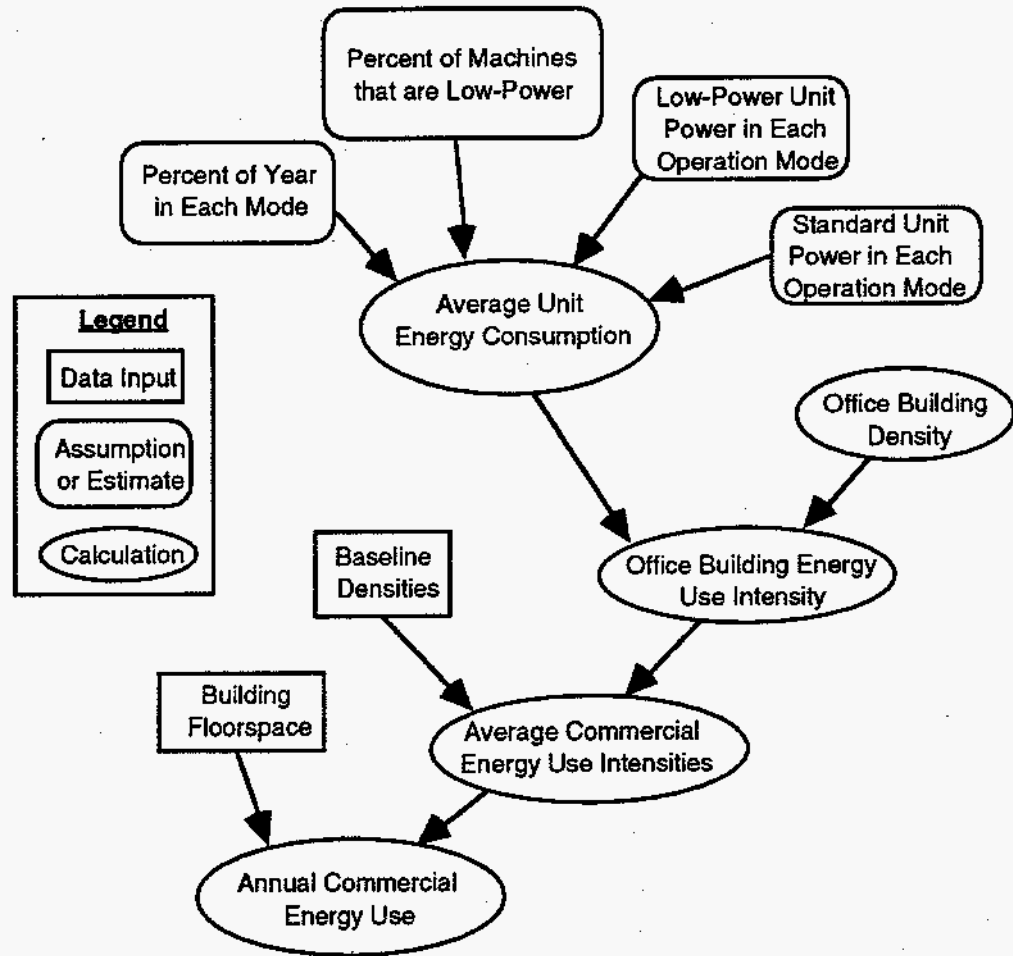 Percent of Machines
that are Low-Power
Low-Power Unit
Power in Each
Operation Mode
Percent of Year
in Each Mode
Standard Unit
Power in Each
Operation Mode
Average Unit
Energy Consumption
Legend
Data Input
Assumption
or Estimate
Calculation
Office Building
Density
Baseline
Densities
Office Building Energy
Use Intensity
Building
Floorspace
Average Commercial
Energy Use Intensities
Annual Commercial
Energy Use